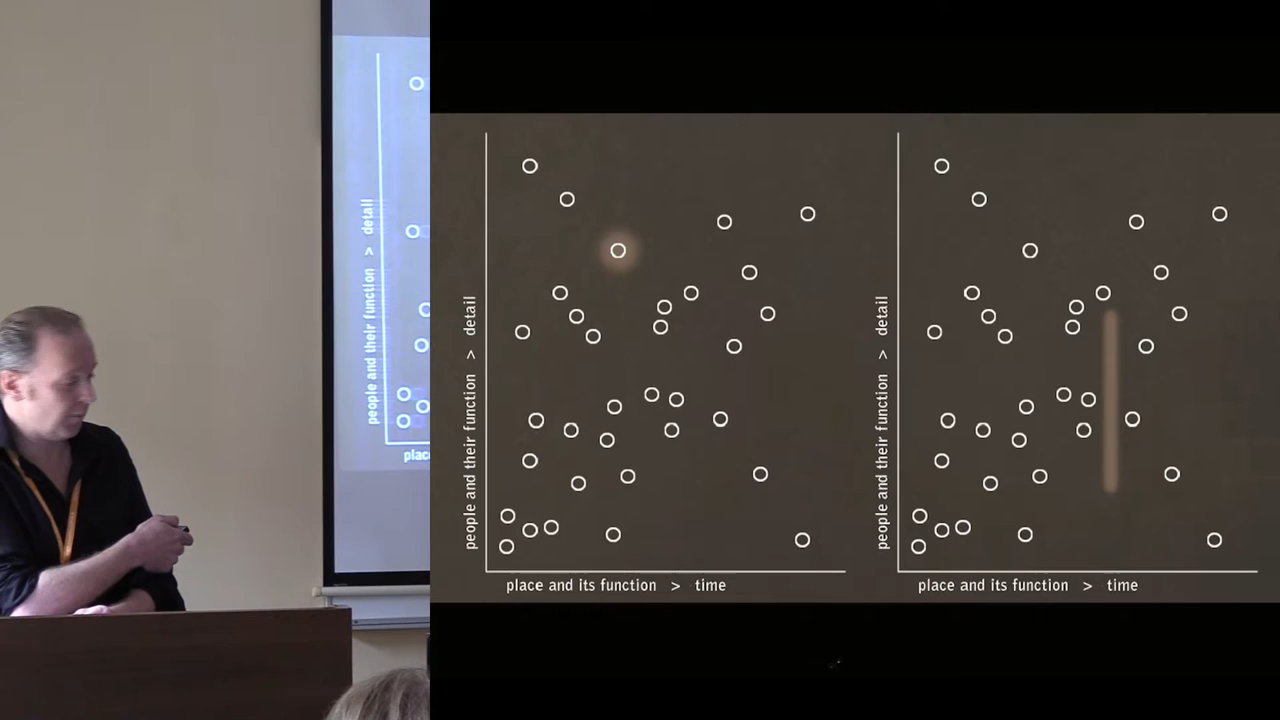 people and their function > detail
place
people and their function > detail
place and its function > time
people and their function > detail
place and its function > time